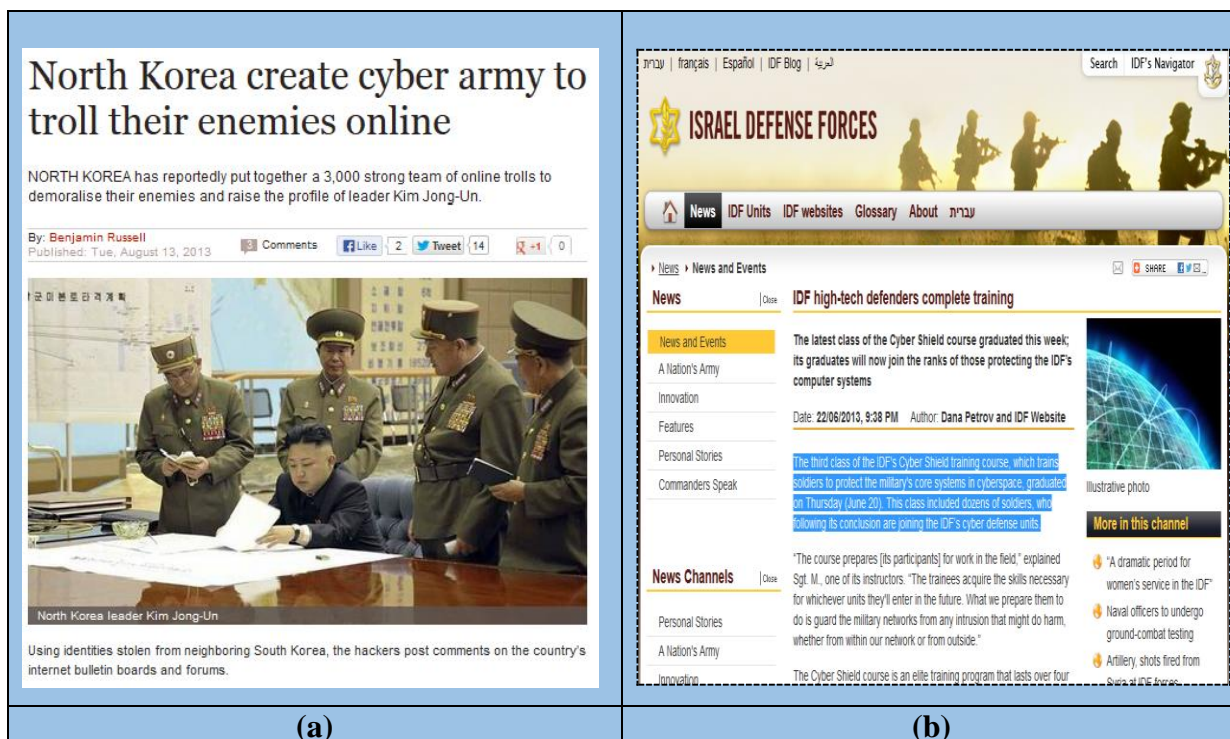 North Korea create cyber army to
troll their enemies online
NORTH KOREA has reportedly put together a 3,000 strong team of online trolls to
demoralise their enemies and raise the profile of leader Kim Jong-Un.
By: Benjamin Russell
Published: Tue, August 13, 2013
3 Comments
Like 2
Tweet 14
+1 0
North Korea leader Kim Jong-Un
Using identities stolen from neighboring South Korea, the hackers post comments on the country's
internet bulletin boards and forums.
(a)
עברית | français | Español | IDF Blog | العربية
Search | IDF's Navigator
ISRAEL DEFENSE FORCES
News IDF Units IDF websites Glossary About עברית
News News and Events
SHARE
News | Close
News and Events
A Nation's Army
Innovation
Features
Personal Stories
Commanders Speak
News Channels | Close
Personal Stories
A Nation's Army
Innovation
IDF high-tech defenders complete training
The latest class of the Cyber Shield course graduated this week;
its graduates will now join the ranks of those protecting the IDF's
computer systems
Date: 22/06/2013, 9:38 PM Author: Dana Petrov and IDF Website
The third class of the IDF's Cyber Shield training course, which trains
soldiers to protect the military's core systems in cyberspace, graduated
on Thursday (June 20). This class included dozens of soldiers, who
following its conclusion are joining the IDF's cyber defense units.
"The course prepares [its participants] for work in the field," explained
Sgt. M., one of its instructors. "The trainees acquire the skills necessary
for whichever units they'll enter in the future. What we prepare them to
do is guard the military networks from any intrusion that might do harm,
whether from within our network or from outside."
The Cyber Shield course is an elite training program that lasts over four
Illustrative photo
More in this channel
"A dramatic period for
women's service in the IDF"
Naval officers to undergo
ground-combat testing
Artillery, shots fired from
Syria at IDF forces
(b)